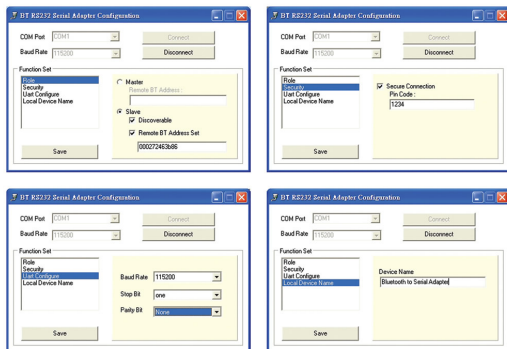 BT RS232 Serial Adapter Configuration
COM Port COM1 Connect
Baud Rate 115200 Disconnect
Function Set
Role
Security
Uart Configure
Local Device Name
Save
Master
Remote BT Address :
Slave
Discoverable
Remote BT Address Set
000272463b86
BT RS232 Serial Adapter Configuration
COM Port COM1 Connect
Baud Rate 115200 Disconnect
Function Set
Role
Security
Uart Configure
Local Device Name
Save
Secure Connection
Pin Code :
1234
BT RS232 Serial Adapter Configuration
COM Port COM1 Connect
Baud Rate 115200 Disconnect
Function Set
Role
Security
Uart Configure
Local Device Name
Save
Baud Rate 115200
Stop Bit one
Parity Bit None
BT RS232 Serial Adapter Configuration
COM Port COM1 Connect
Baud Rate 115200 Disconnect
Function Set
Role
Security
Uart Configure
Local Device Name
Save
Device Name
Bluetooth to Serial Adapter